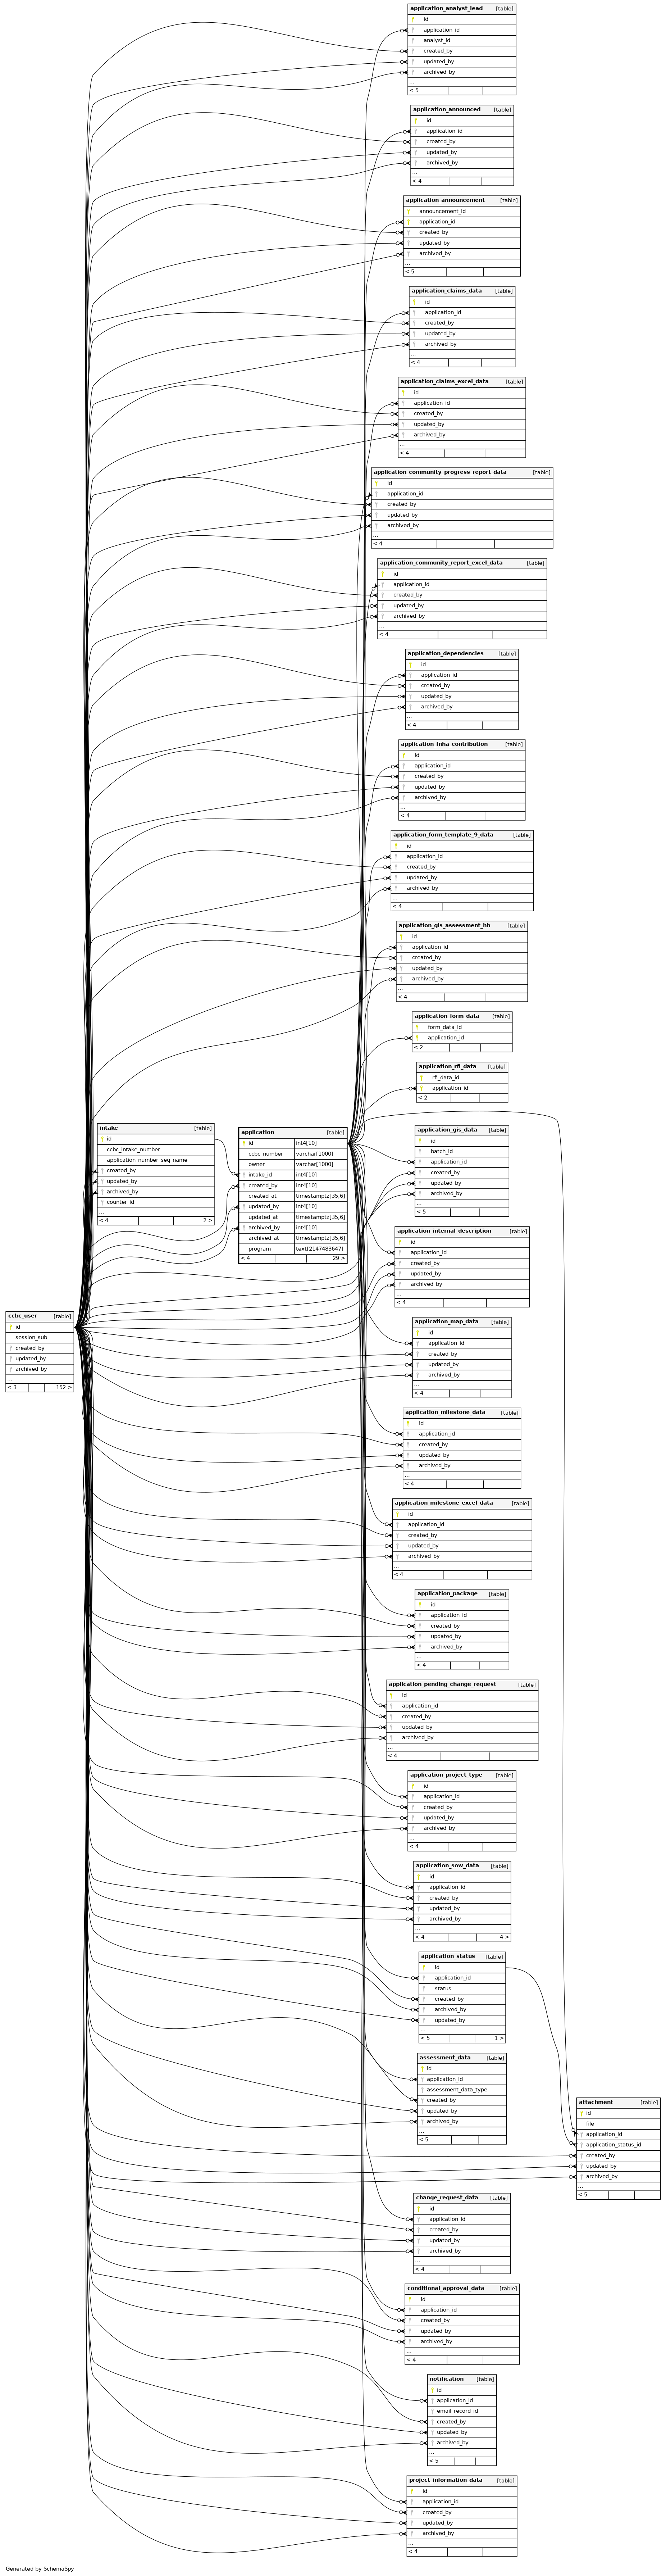 application_analyst_lead [table]
id
application_id
analyst_id
created_by
updated_by
archived_by
...
< 5
application_announced [table]
id
application_id
created_by
updated_by
archived_by
...
< 4
application_announcement [table]
announcement_id
application_id
created_by
updated_by
archived_by
...
< 5
application_claims_data [table]
id
application_id
created_by
updated_by
archived_by
...
< 4
application_claims_excel_data [table]
id
application_id
created_by
updated_by
archived_by
...
< 4
application_community_progress_report_data [table]
id
application_id
created_by
updated_by
archived_by
...
< 4
application_community_report_excel_data [table]
id
application_id
created_by
updated_by
archived_by
...
< 4
application_dependencies [table]
id
application_id
created_by
updated_by
archived_by
...
< 4
application_fnha_contribution [table]
id
application_id
created_by
updated_by
archived_by
...
< 4
application_form_template_9_data [table]
id
application_id
created_by
updated_by
archived_by
...
< 4
application_gis_assessment_hh [table]
id
application_id
created_by
updated_by
archived_by
...
< 4
application_form_data [table]
form_data_id
application_id
< 2
application_rfi_data [table]
rfi_data_id
application_id
< 2
intake [table]
id
ccbc_intake_number
application_number_seq_name
created_by
updated_by
archived_by
counter_id
...
< 4 2 >
application [table]
id int4[10]
ccbc_number varchar[1000]
owner varchar[1000]
intake_id int4[10]
created_by int4[10]
created_at timestamptz[35,6]
updated_by int4[10]
updated_at timestamptz[35,6]
archived_by int4[10]
archived_at timestamptz[35,6]
program text[2147483647]
< 4 29 >
application_gis_data [table]
id
batch_id
application_id
created_by
updated_by
archived_by
...
< 5
application_internal_description [table]
id
application_id
created_by
updated_by
archived_by
...
< 4
ccbc_user [table]
id
session_sub
created_by
updated_by
archived_by
...
< 3 152 >
application_map_data [table]
id
application_id
created_by
updated_by
archived_by
...
< 4
application_milestone_data [table]
id
application_id
created_by
updated_by
archived_by
...
< 4
application_milestone_excel_data [table]
id
application_id
created_by
updated_by
archived_by
...
< 4
application_package [table]
id
application_id
created_by
updated_by
archived_by
...
< 4
application_pending_change_request [table]
id
application_id
created_by
updated_by
archived_by
...
< 4
application_project_type [table]
id
application_id
created_by
updated_by
archived_by
...
< 4
application_sow_data [table]
id
application_id
created_by
updated_by
archived_by
...
< 4 4 >
application_status [table]
id
application_id
status
created_by
archived_by
updated_by
...
< 5 1 >
assessment_data [table]
id
application_id
assessment_data_type
created_by
updated_by
archived_by
...
< 5
attachment [table]
id
file
application_id
application_status_id
created_by
updated_by
archived_by
...
< 5
change_request_data [table]
id
application_id
created_by
updated_by
archived_by
...
< 4
conditional_approval_data [table]
id
application_id
created_by
updated_by
archived_by
...
< 4
notification [table]
id
application_id
email_record_id
created_by
updated_by
archived_by
...
< 5
project_information_data [table]
id
application_id
created_by
updated_by
archived_by
...
< 4
Generated by SchemaSpy